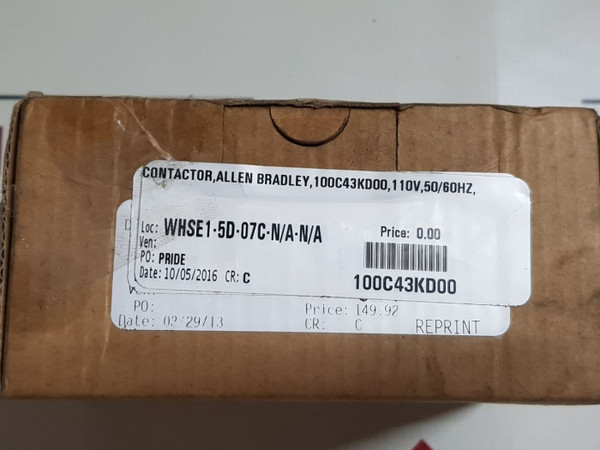 CONTACTOR,ALLEN BRADLEY,100C43KD00,110V,50/60HZ,
Loc: WHSE1-5D-07C-N/A-N/A
Price: 0.00
Ven:
PO: PRIDE
Date: 10/05/2016 CR: C
100C43KD00
PO:
Price: 149.92
Date: /29/13
CR: C
REPRINT